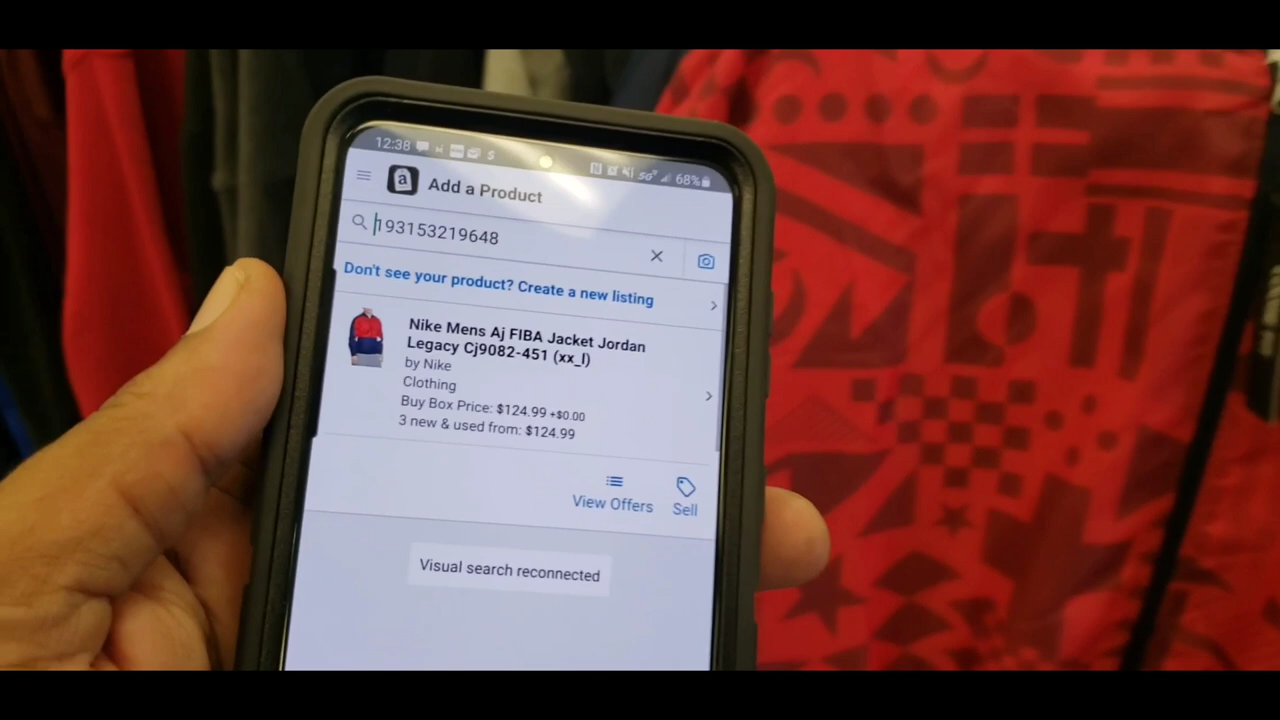 12:38
68%
a
Add a Product
193153219648
Don't see your product? Create a new listing
Nike Mens Aj FIBA Jacket Jordan
Legacy Cj9082-451 (xx_l)
by Nike
Clothing
Buy Box Price: $124.99 +$0.00
3 new & used from: $124.99
View Offers
Sell
Visual search reconnected